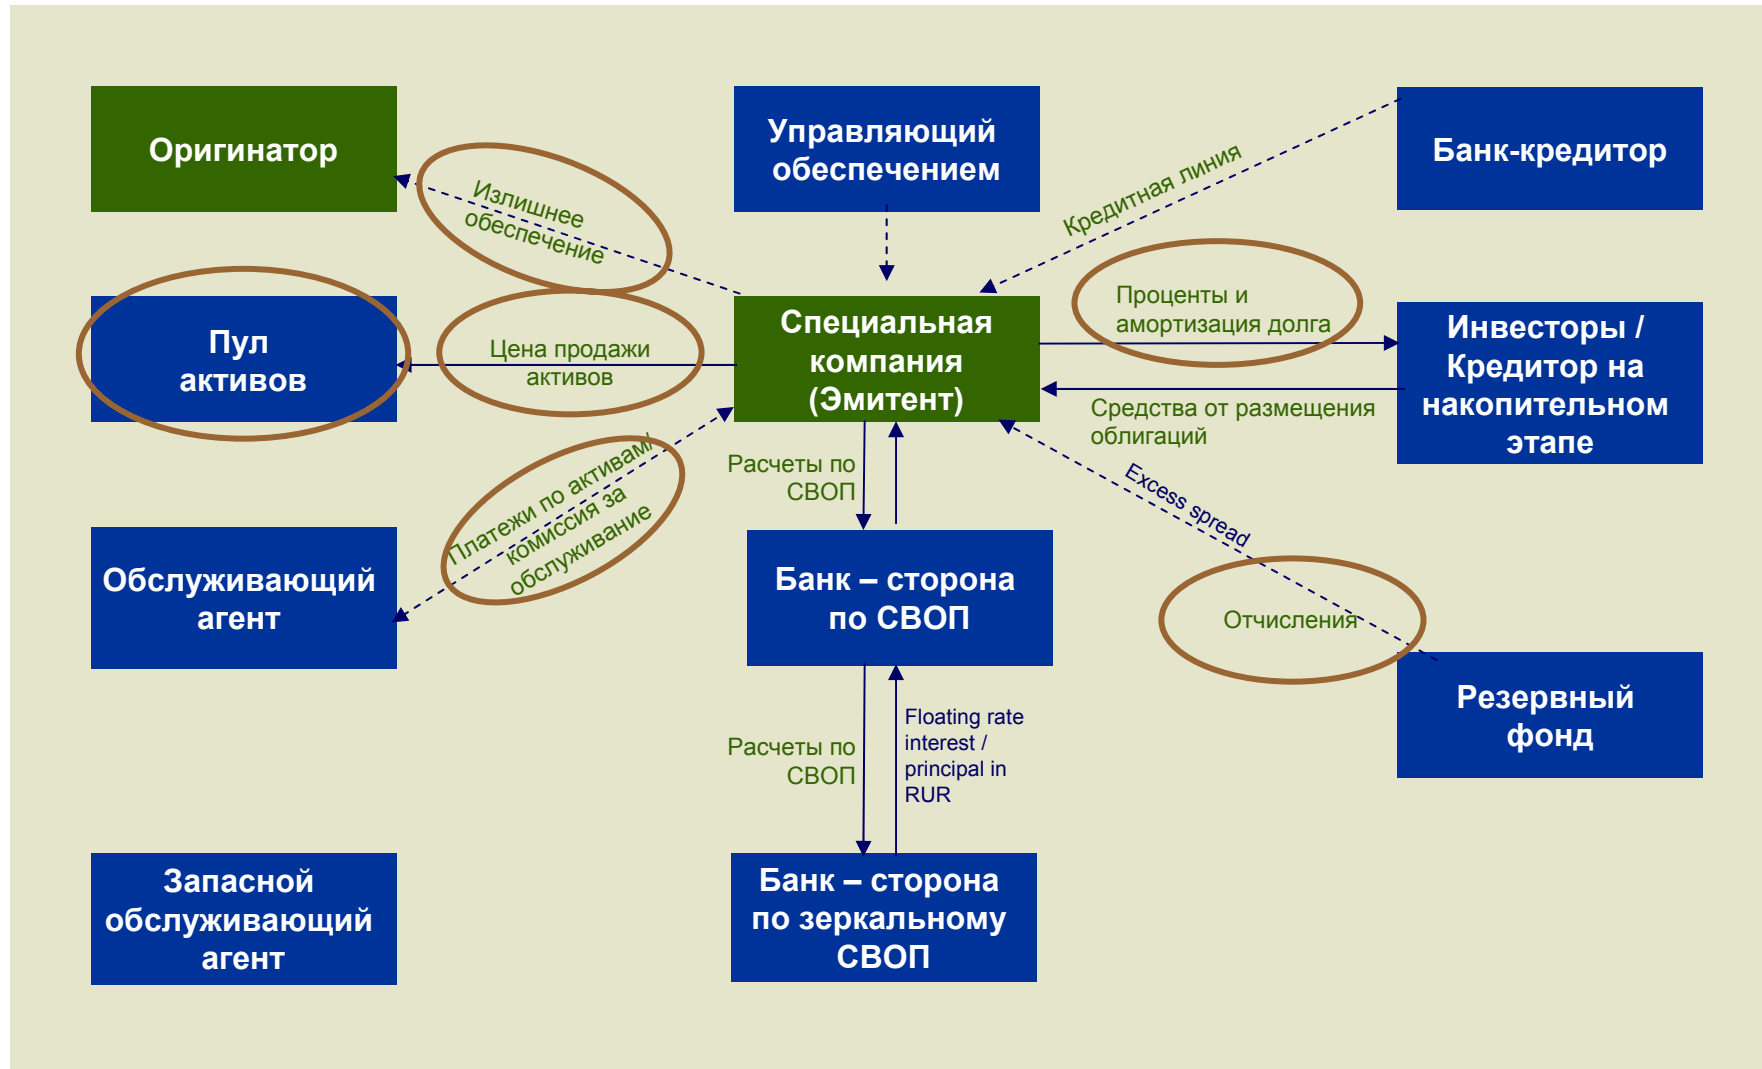 Оригинатор
Управляющий
обеспечением
Банк-кредитор
Излишнее
обеспечение
Кредитная линия
Пул
активов
Цена продажи
активов
Специальная
компания
(Эмитент)
Проценты и
амортизация долга
Инвесторы /
Кредитор на
накопительном
этапе
Средства от размещения
облигаций
Платежи по активам/
комиссия за
обслуживание
Расчеты по
СВОП
Excess spread
Обслуживающий
агент
Банк – сторона
по СВОП
Отчисления
Резервный
фонд
Расчеты по
СВОП
Floating rate
interest /
principal in
RUR
Запасной
обслуживающий
агент
Банк – сторона
по зеркальному
СВОП